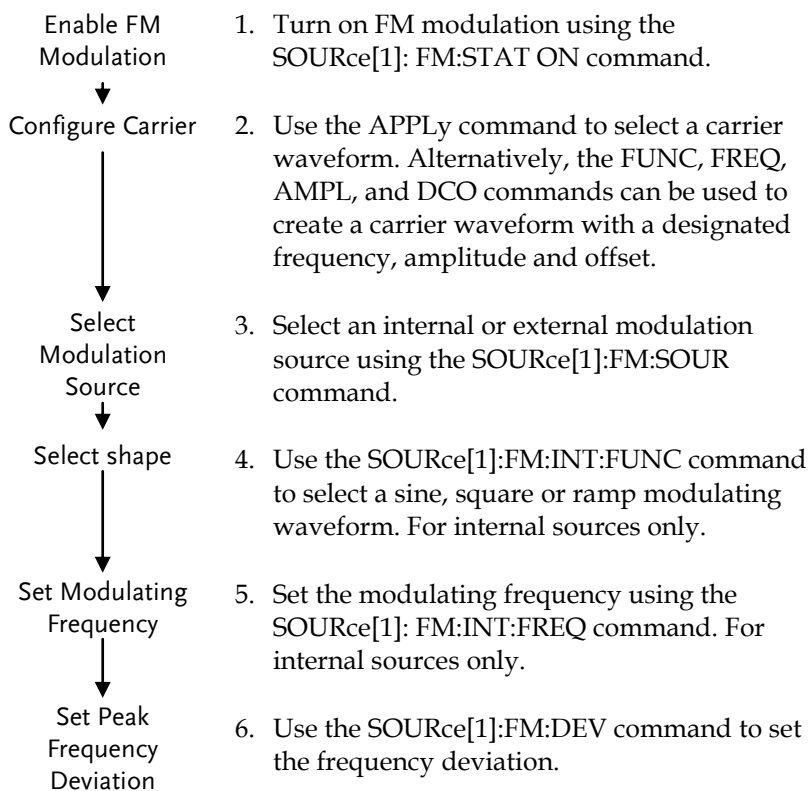 Enable FM
Modulation
1. Turn on FM modulation using the
SOURce[1]: FM:STAT ON command.
Configure Carrier
2. Use the APPLy command to select a carrier
waveform. Alternatively, the FUNC, FREQ,
AMPL, and DCO commands can be used to
create a carrier waveform with a designated
frequency, amplitude and offset.
Select
Modulation
Source
3. Select an internal or external modulation
source using the SOURce[1]:FM:SOUR
command.
Select shape
4. Use the SOURce[1]:FM:INT:FUNC command
to select a sine, square or ramp modulating
waveform. For internal sources only.
Set Modulating
Frequency
5. Set the modulating frequency using the
SOURce[1]: FM:INT:FREQ command. For
internal sources only.
Set Peak
Frequency
Deviation
6. Use the SOURce[1]:FM:DEV command to set
the frequency deviation.